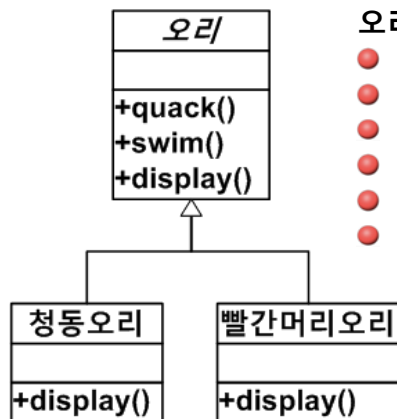 오리
+quack()
+swim()
+display()
오리
청동오리
+display()
빨간머리오리
+display()